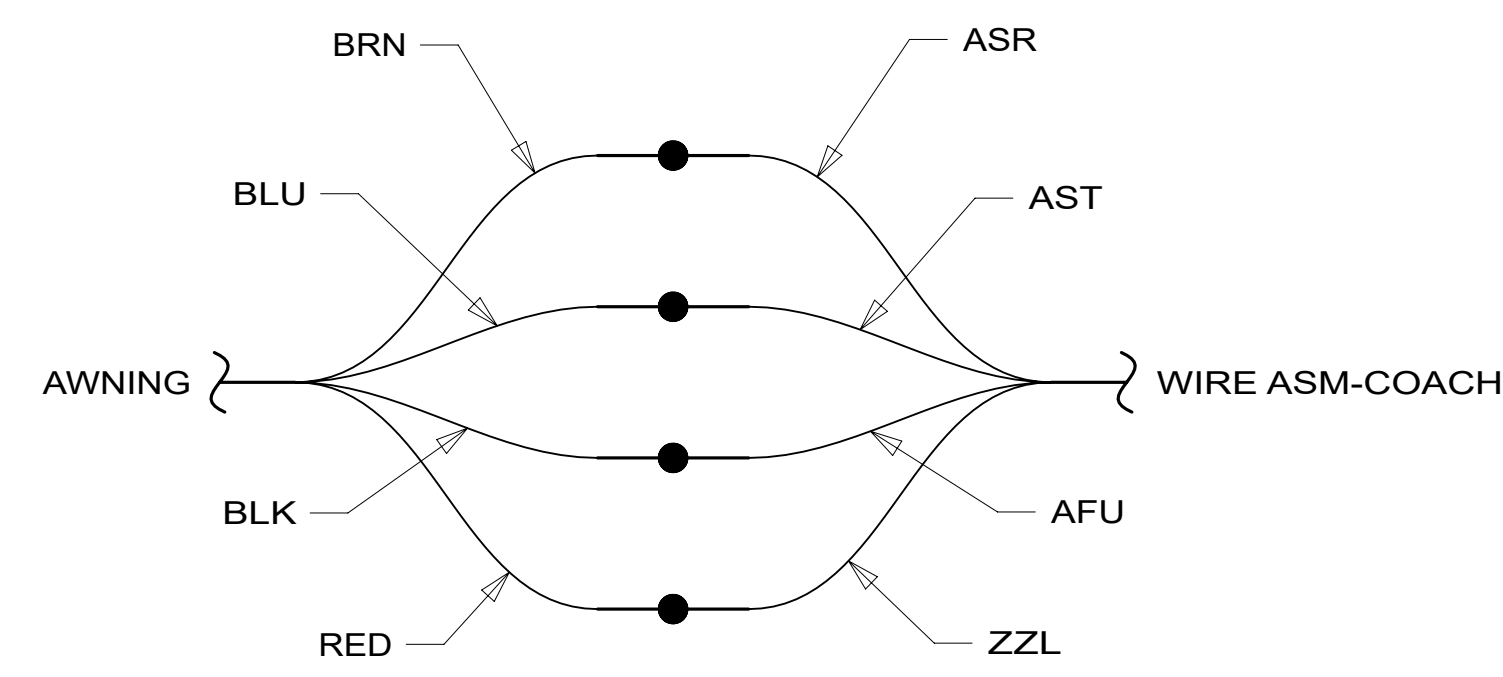 BRN
ASR
BLU
AST
AWNING
WIRE ASM-COACH
BLK
AFU
RED
ZZL